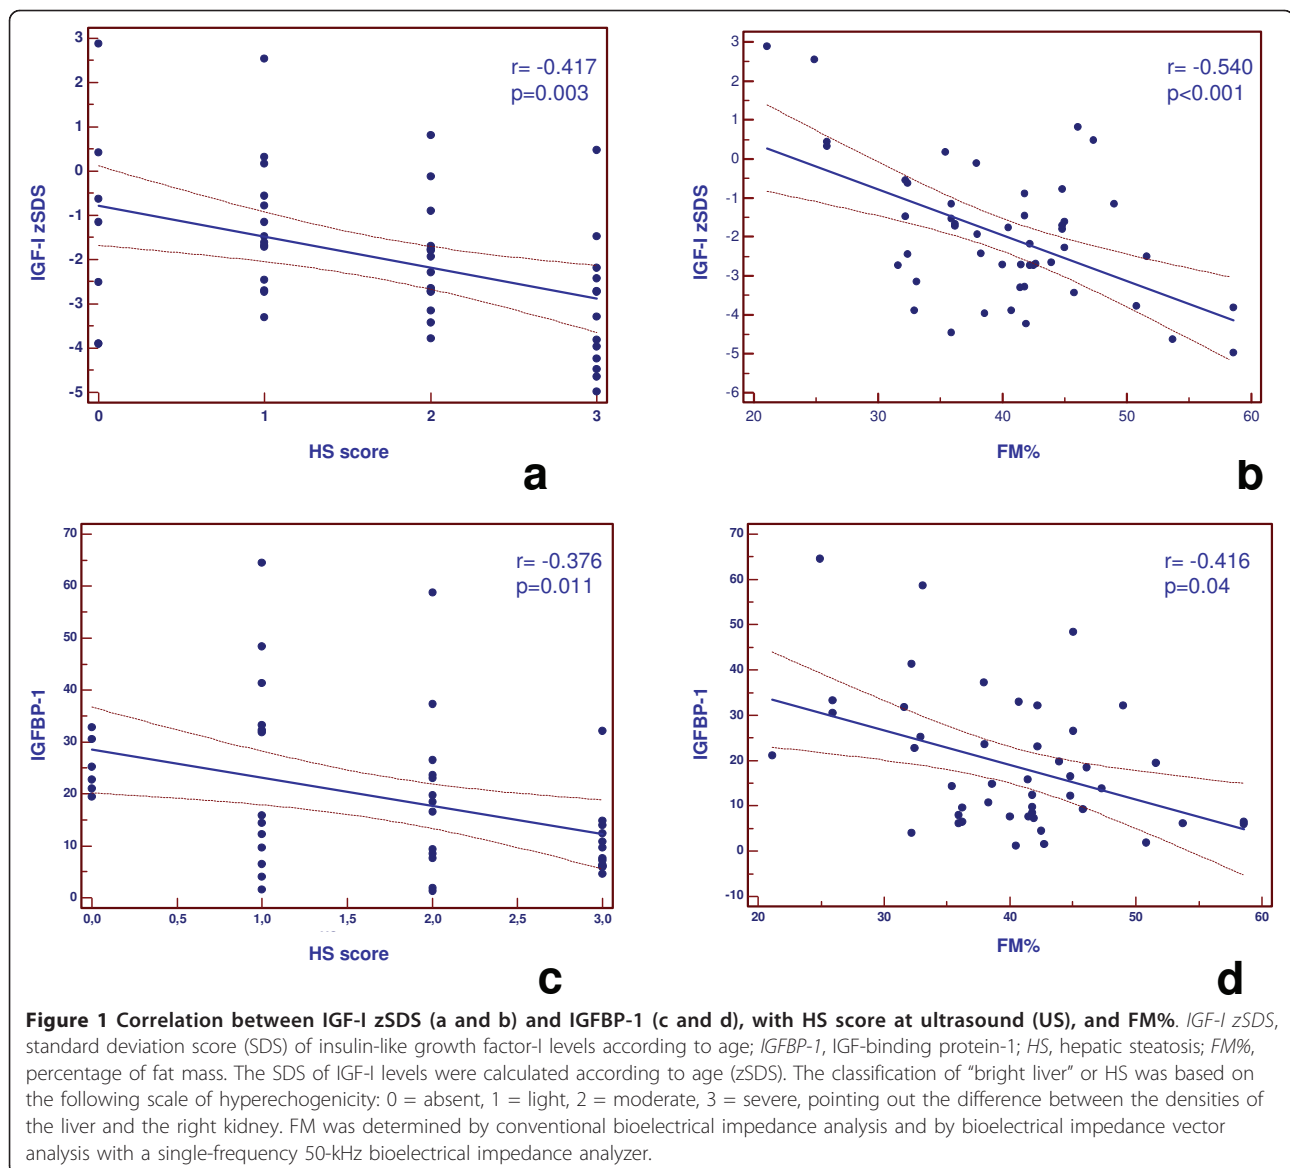 3
2
1
0
-1
-2
-3
-4
-5
IGF-I zSDS
r= -0.417
p=0.003
0 1 2 3
HS score
a
3
2
1
0
-1
-2
-3
-4
-5
-6
IGF-I zSDS
r= -0.540
p<0.001
20 30 40 50 60
FM%
b
70
60
50
40
30
20
10
0
IGFBP-1
r= -0.376
p=0.011
0,0 0,5 1,0 1,5 2,0 2,5 3,0
HS score
c
70
60
50
40
30
20
10
0
-10
IGFBP-1
r= -0.416
p=0.04
20 30 40 50 60
FM%
d
Figure 1 Correlation between IGF-I zSDS (a and b) and IGFBP-1 (c and d), with HS score at ultrasound (US), and FM%. IGF-I zSDS,
standard deviation score (SDS) of insulin-like growth factor-I levels according to age; IGFBP-1, IGF-binding protein-1; HS, hepatic steatosis; FM%,
percentage of fat mass. The SDS of IGF-I levels were calculated according to age (zSDS). The classification of “bright liver” or HS was based on
the following scale of hyperechogenicity: 0 = absent, 1 = light, 2 = moderate, 3 = severe, pointing out the difference between the densities of
the liver and the right kidney. FM was determined by conventional bioelectrical impedance analysis and by bioelectrical impedance vector
analysis with a single-frequency 50-kHz bioelectrical impedance analyzer.